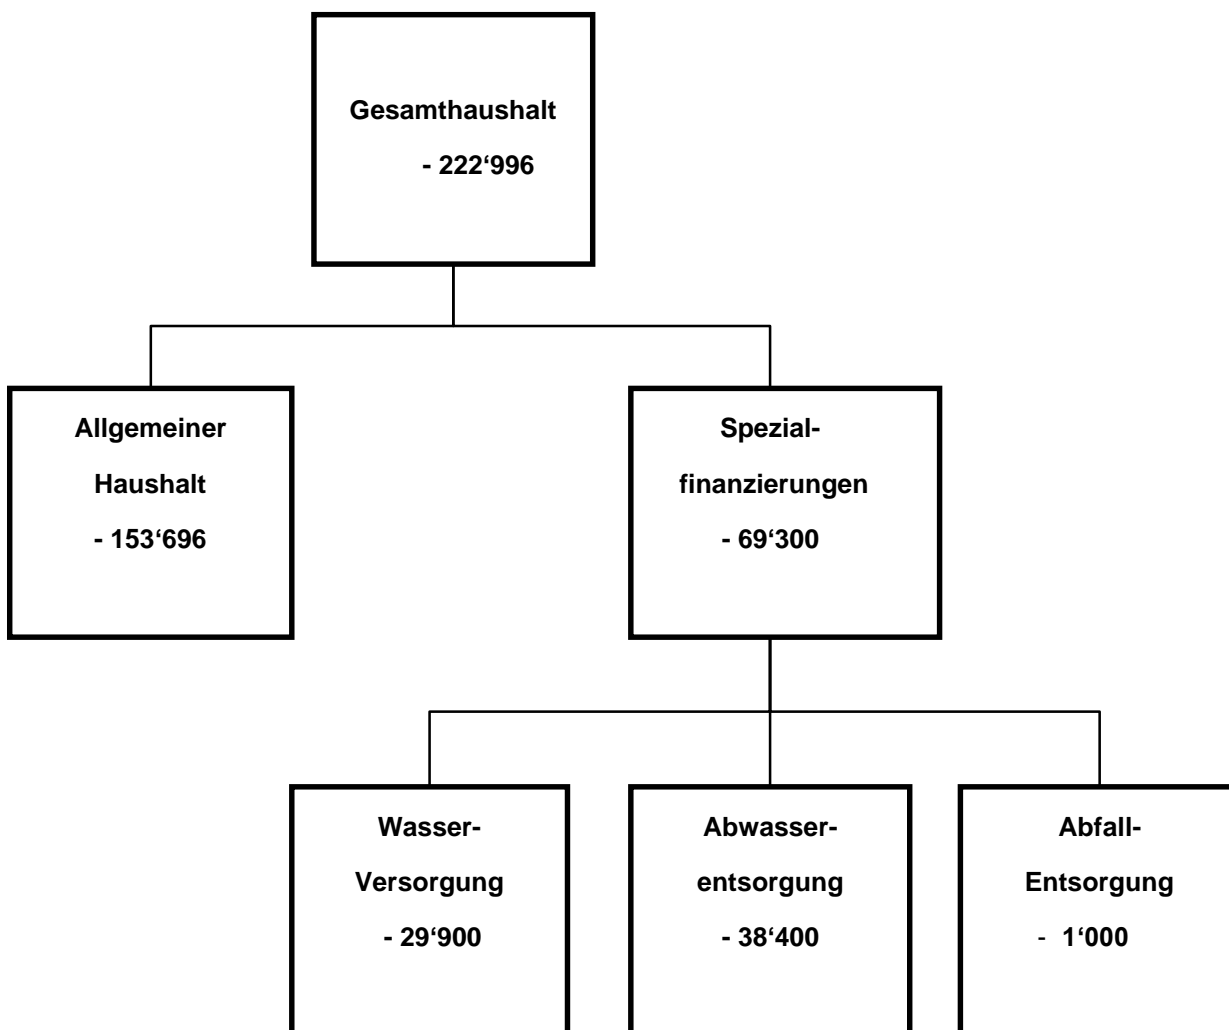 Gesamthaushalt
- 222‘996
Allgemeiner
Haushalt
- 153‘696
Spezial-
finanzierungen
- 69‘300
Wasser-
Versorgung
- 29‘900
Abwasser-
entsorgung
- 38‘400
Abfall-
Entsorgung
- 1‘000